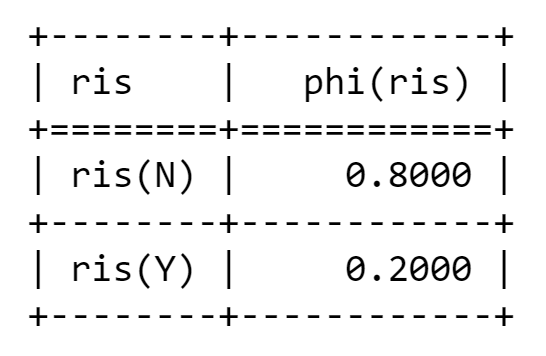 +--------+------------+
| ris    |   phi(ris) |
+========+============+
| ris(N) |     0.8000 |
+--------+------------+
| ris(Y) |     0.2000 |
+--------+------------+